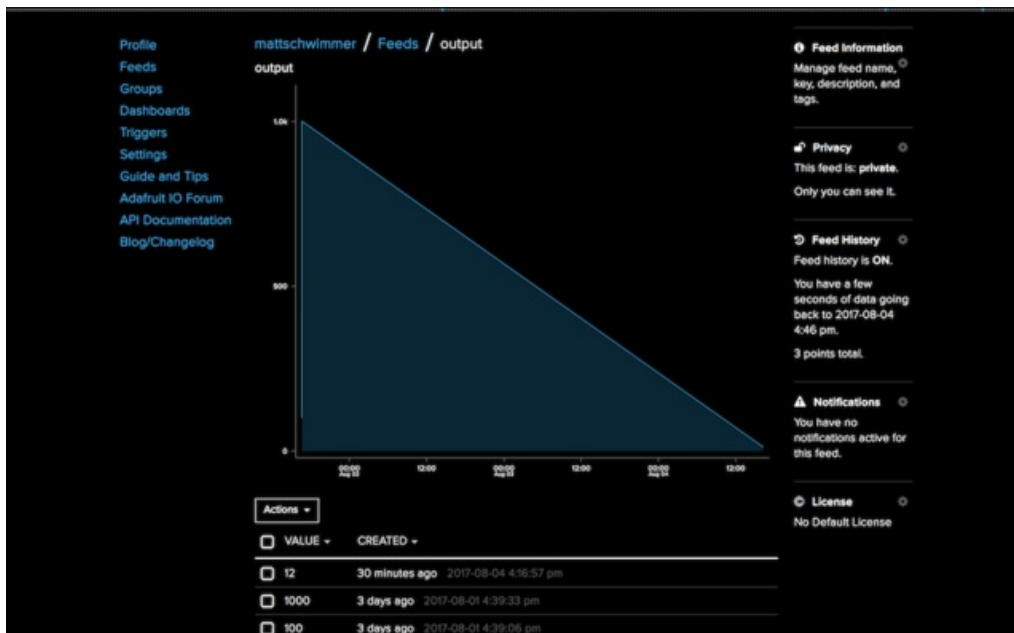 Profile
Feeds
Groups
Dashboards
Triggers
Settings
Guide and Tips
Adafruit IO Forum
API Documentation
Blog/Changelog
mattschwimmer / Feeds / output
output
1.0k
500
0
00:00
Aug 02
12:00
00:00
Aug 03
12:00
00:00
Aug 04
12:00
Actions
VALUE CREATED
12 30 minutes ago 2017-08-04 4:16:57 pm
1000 3 days ago 2017-08-01 4:39:33 pm
100 3 days ago 2017-08-01 4:39:06 pm
Feed Information
Manage feed name,
key, description, and
tags.
Privacy
This feed is: private.
Only you can see it.
Feed History
Feed history is ON.
You have a few
seconds of data going
back to 2017-08-04
4:46 pm.
3 points total.
Notifications
You have no
notifications active for
this feed.
License
No Default License